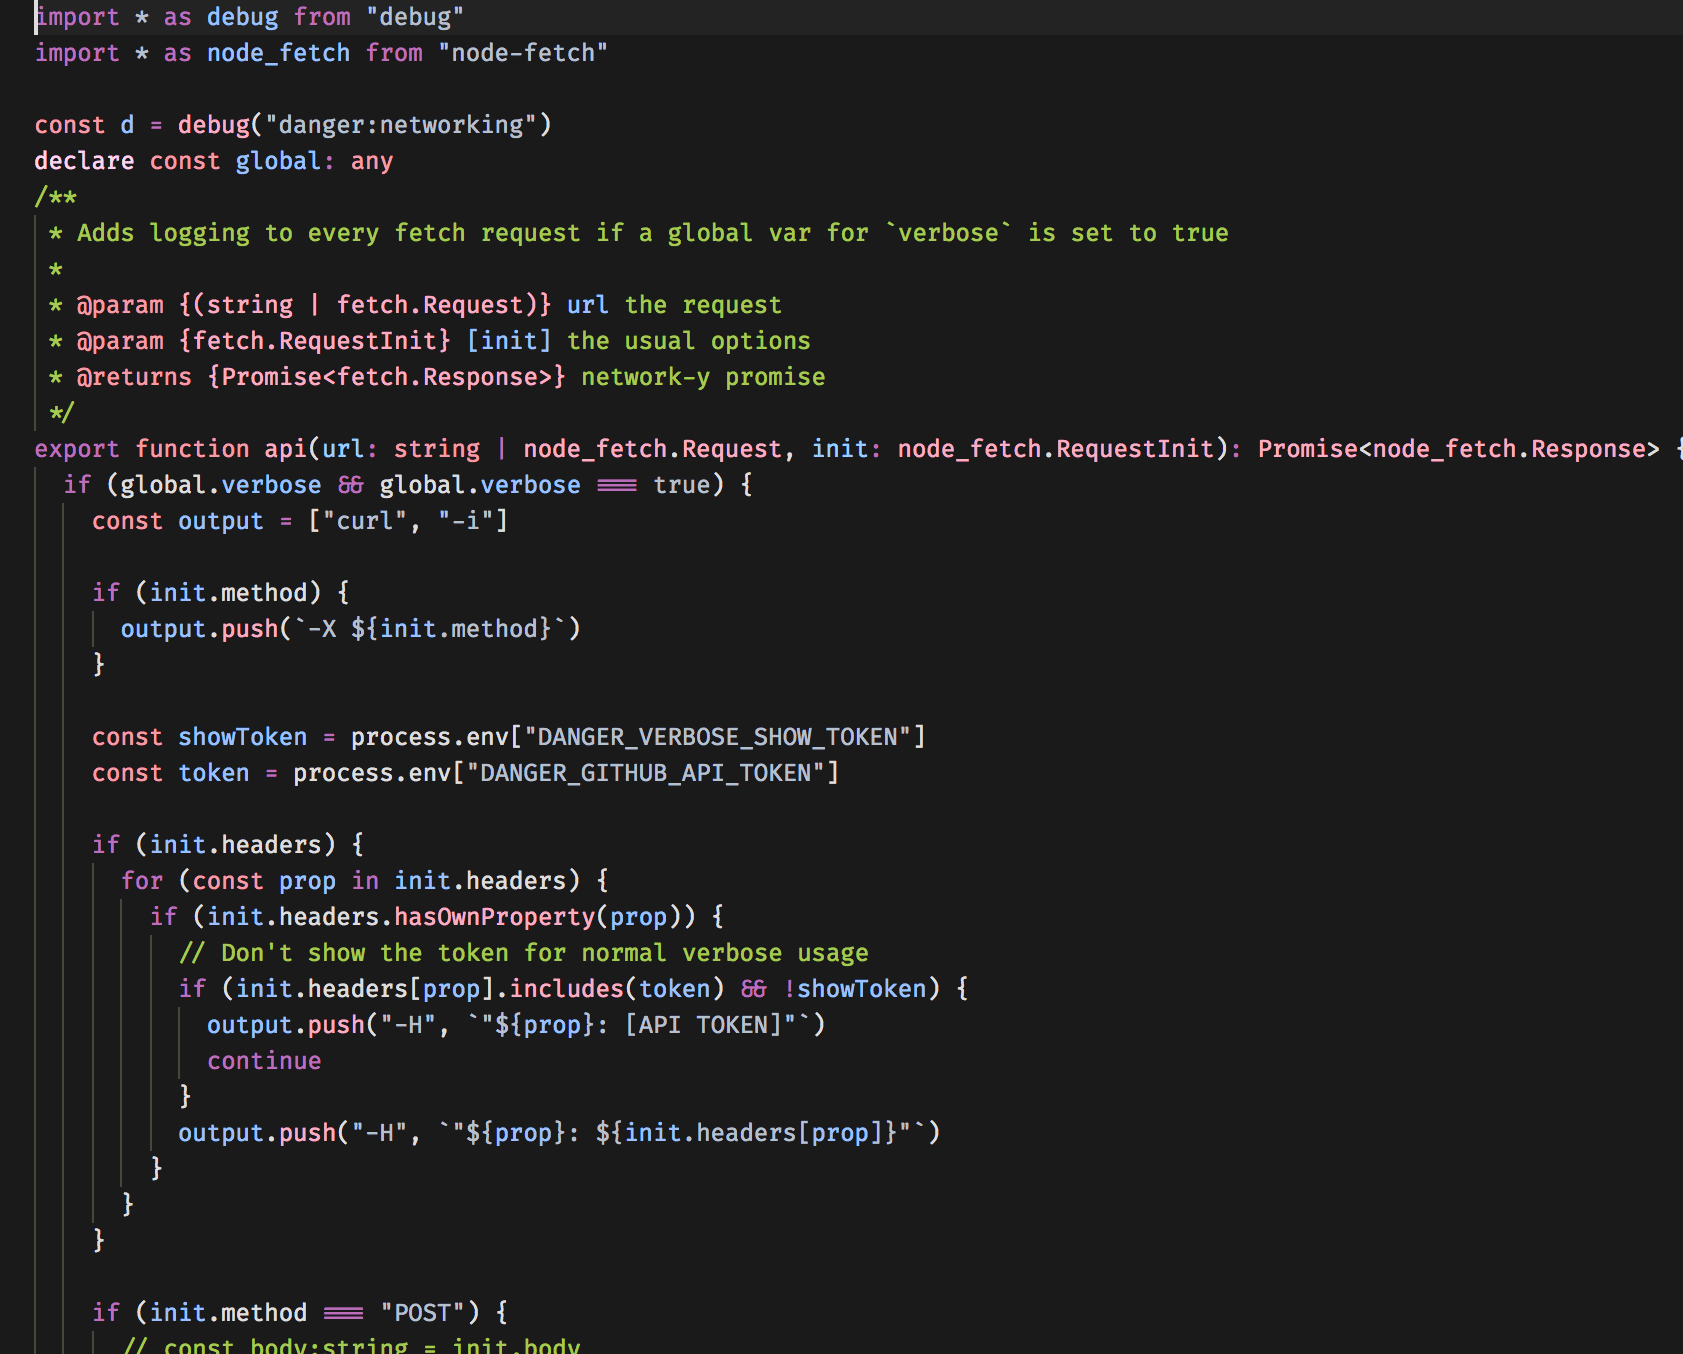 import * as debug from "debug"
import * as node_fetch from "node-fetch"

const d = debug("danger:networking")
declare const global: any
/**
 * Adds logging to every fetch request if a global var for `verbose` is set to true
 *
 * @param {(string | fetch.Request)} url the request
 * @param {fetch.RequestInit} [init] the usual options
 * @returns {Promise<fetch.Response>} network-y promise
 */
export function api(url: string | node_fetch.Request, init: node_fetch.RequestInit): Promise<node_fetch.Response> {
  if (global.verbose && global.verbose === true) {
    const output = ["curl", "-i"]

    if (init.method) {
      output.push(`-X ${init.method}`)
    }

    const showToken = process.env["DANGER_VERBOSE_SHOW_TOKEN"]
    const token = process.env["DANGER_GITHUB_API_TOKEN"]

    if (init.headers) {
      for (const prop in init.headers) {
        if (init.headers.hasOwnProperty(prop)) {
          // Don't show the token for normal verbose usage
          if (init.headers[prop].includes(token) && !showToken) {
            output.push("-H", `"${prop}: [API TOKEN]"`)
            continue
          }
          output.push("-H", `"${prop}: ${init.headers[prop]}"`)
        }
      }
    }

    if (init.method === "POST") {
      // const body:string = init.body